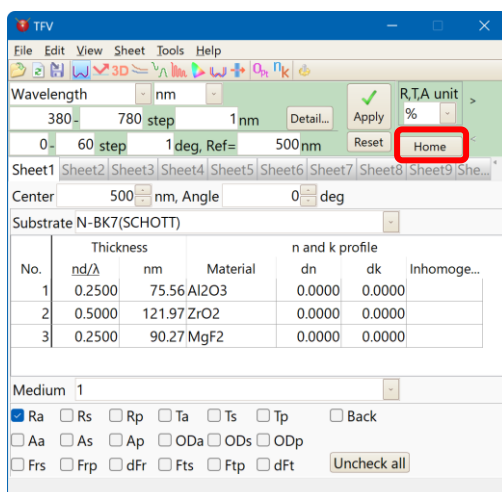 TFV
File Edit View Sheet Tools Help
3D Opt nk
Wavelength nm R,T,A unit >
380 - 780 step 1 nm Detail... Apply %
0 - 60 step 1 deg, Ref= 500 nm Reset Home <
Sheet1 Sheet2 Sheet3 Sheet4 Sheet5 Sheet6 Sheet7 Sheet8 Sheet9 She...
Center 500 nm, Angle 0 deg
Substrate N-BK7(SCHOTT)
Thickness n and k profile
No. nd/λ nm Material dn dk Inhomoge...
1 0.2500 75.56 Al2O3 0.0000 0.0000
2 0.5000 121.97 ZrO2 0.0000 0.0000
3 0.2500 90.27 MgF2 0.0000 0.0000
Medium 1
Ra Rs Rp Ta Ts Tp Back
Aa As Ap ODa ODs ODp
Frs Frp dFr Fts Ftp dFt Uncheck all